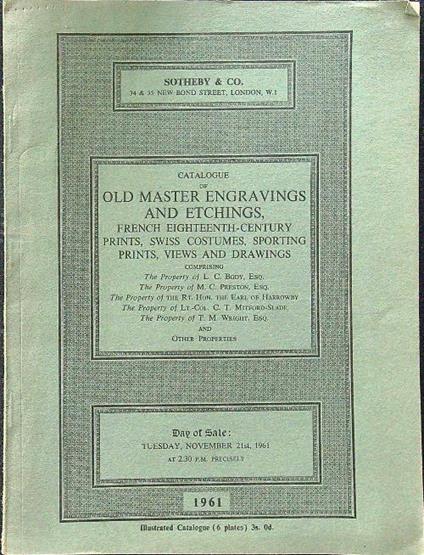 SOTHEBY & CO.
34 & 35 NEW BOND STREET, LONDON, W.1
CATALOGUE
OF
OLD MASTER ENGRAVINGS
AND ETCHINGS,
FRENCH EIGHTEENTH-CENTURY
PRINTS, SWISS COSTUMES, SPORTING
PRINTS, VIEWS AND DRAWINGS
COMPRISING
The Property of L. C. BODY, ESQ.
The Property of M. C. PRESTON, ESQ.
The Property of THE RT. HON. THE EARL OF HARROWBY
The Property of LT.-COL. C. T. MITFORD-SLADE
The Property of T. M. WRIGHT, ESQ.
AND
OTHER PROPERTIES
Day of Sale:
TUESDAY, NOVEMBER 21st, 1961
AT 2.30 P.M. PRECISELY
1961
Illustrated Catalogue (6 plates) 3s. 0d.